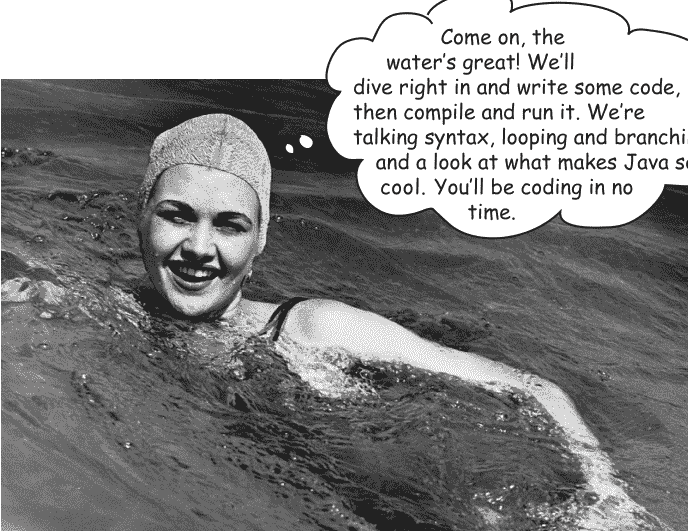 Come on, the
water's great! We'll
dive right in and write some code,
then compile and run it. We're
talking syntax, looping and
and a look at what makes Java
cool. You'll be coding in no
time.